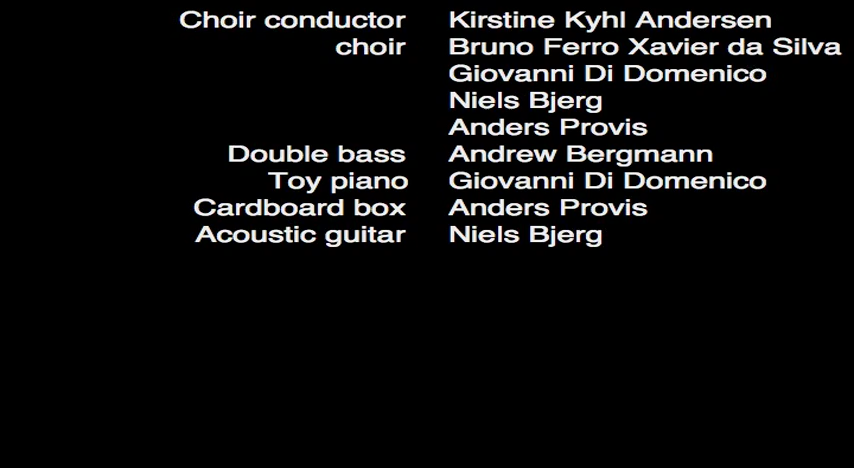 Choir conductor Kirstine Kyhl Andersen
choir Bruno Ferro Xavier da Silva
Giovanni Di Domenico
Niels Bjerg
Anders Provis
Double bass Andrew Bergmann
Toy piano Giovanni Di Domenico
Cardboard box Anders Provis
Acoustic guitar Niels Bjerg